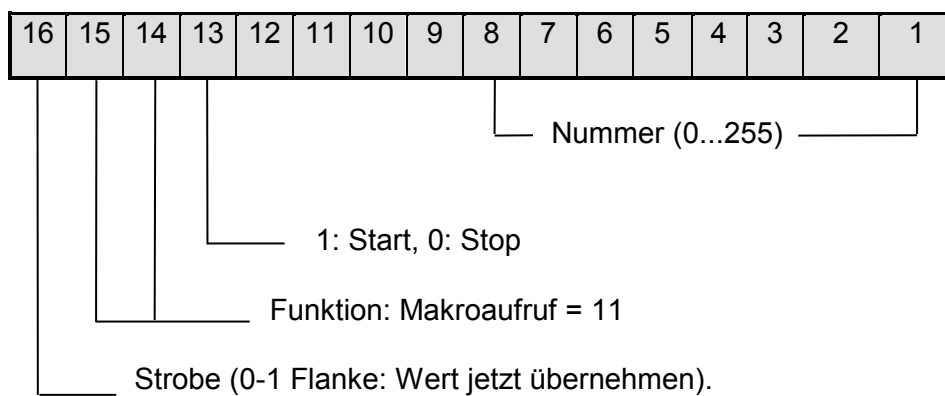 16 15 14 13 12 11 10 9 8 7 6 5 4 3 2 1
Nummer (0...255)
1: Start, 0: Stop
Funktion: Makroaufruf = 11
Strobe (0-1 Flanke: Wert jetzt übernehmen).